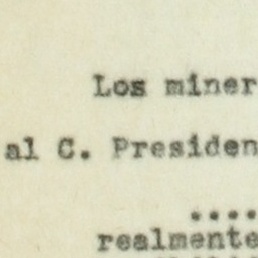 Los miner
al C. Presiden
....
realmente